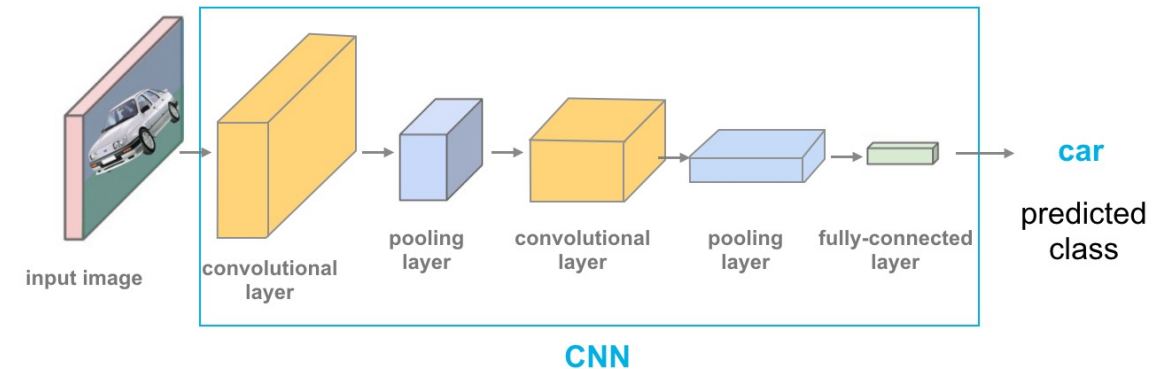 input image
convolutional
layer
pooling
layer
convolutional
layer
pooling
layer
fully-connected
layer
car
predicted
class
CNN